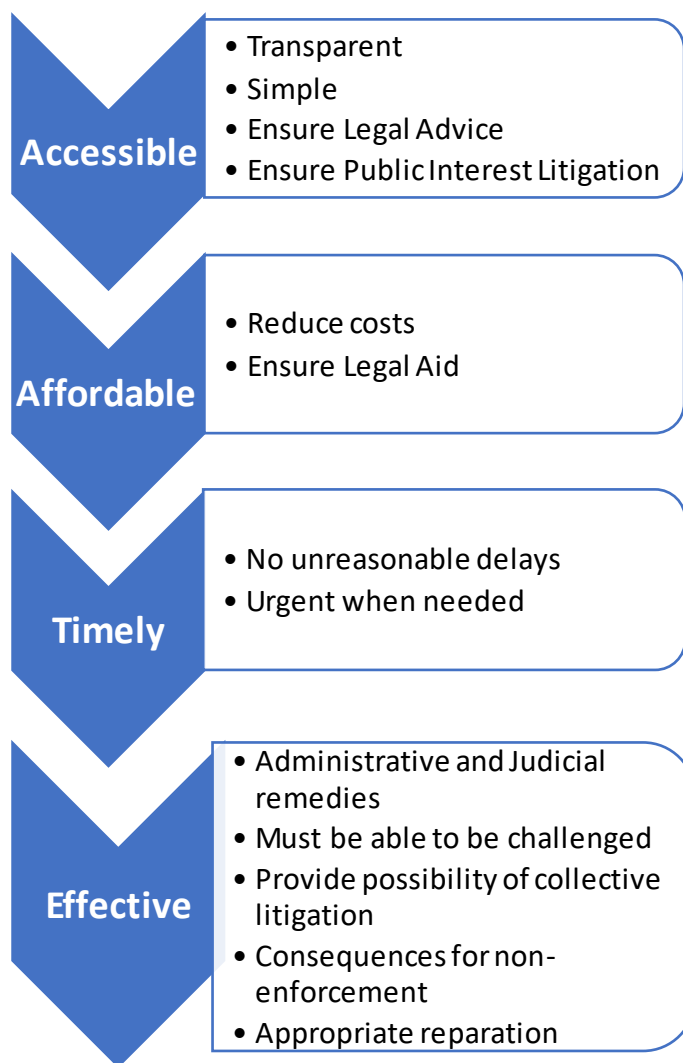 Accessible
• Transparent
• Simple
• Ensure Legal Advice
• Ensure Public Interest Litigation
Affordable
• Reduce costs
• Ensure Legal Aid
Timely
• No unreasonable delays
• Urgent when needed
Effective
• Administrative and Judicial
remedies
• Must be able to be challenged
• Provide possibility of collective
litigation
• Consequences for non-
enforcement
• Appropriate reparation